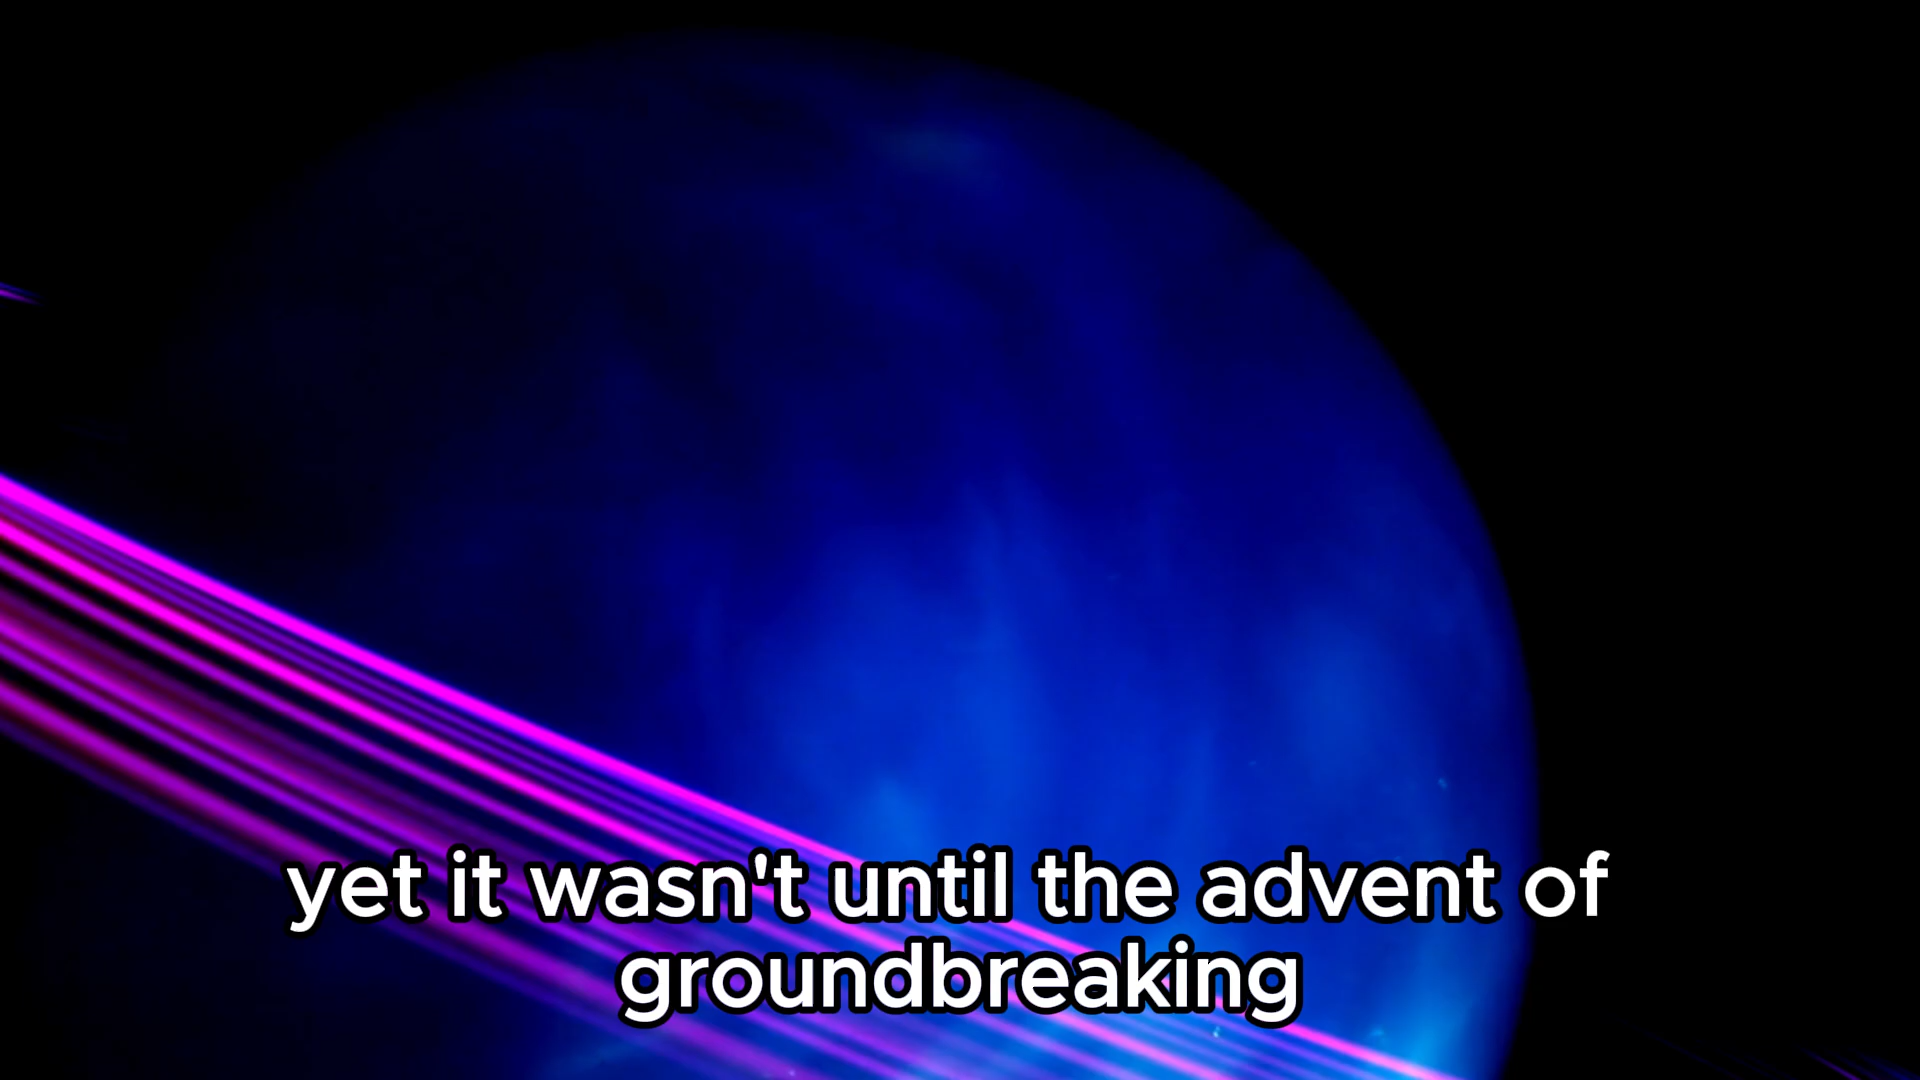 yet it wasn't until the advent of
groundbreaking